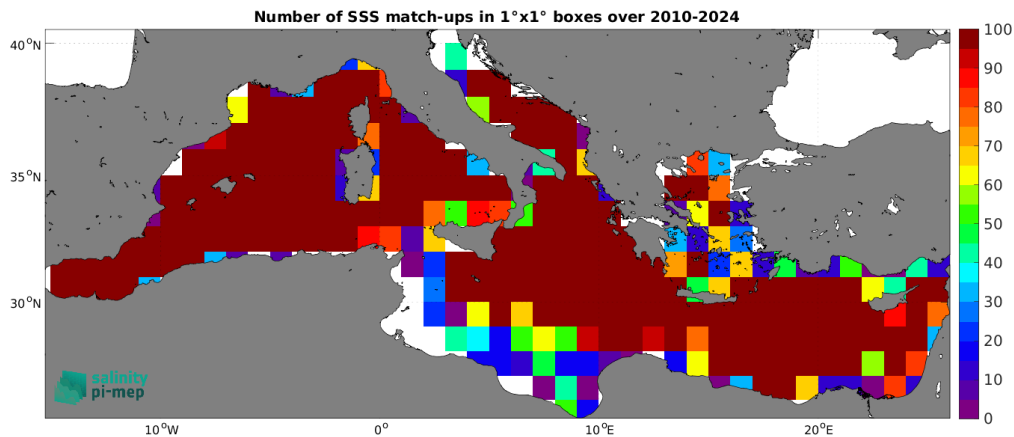 Number of SSS match-ups in 1°x1° boxes over 2010-2024
40°N
35°N
30°N
10°W
0°
10°E
20°E
100
90
80
70
60
50
40
30
20
10
0
salinity
pi-mep